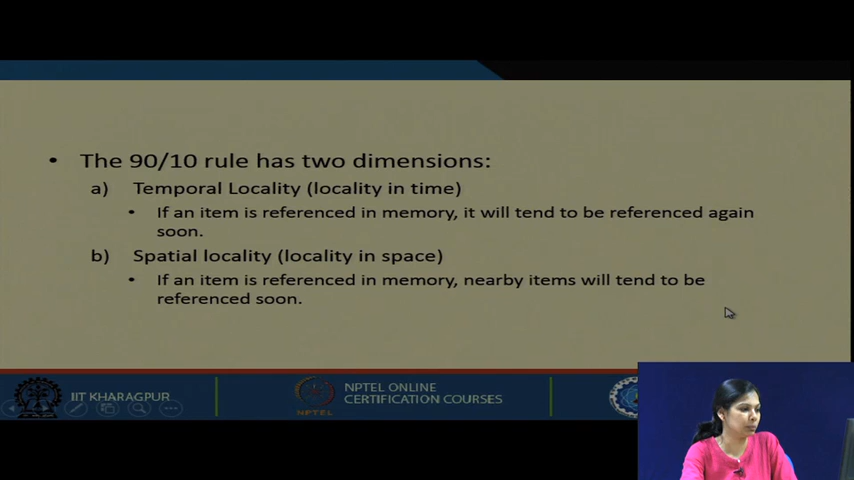 • The 90/10 rule has two dimensions:
a) Temporal Locality (locality in time)
• If an item is referenced in memory, it will tend to be referenced again
soon.
b) Spatial locality (locality in space)
• If an item is referenced in memory, nearby items will tend to be
referenced soon.
IIT KHARAGPUR
NPTEL
NPTEL ONLINE
CERTIFICATION COURSES